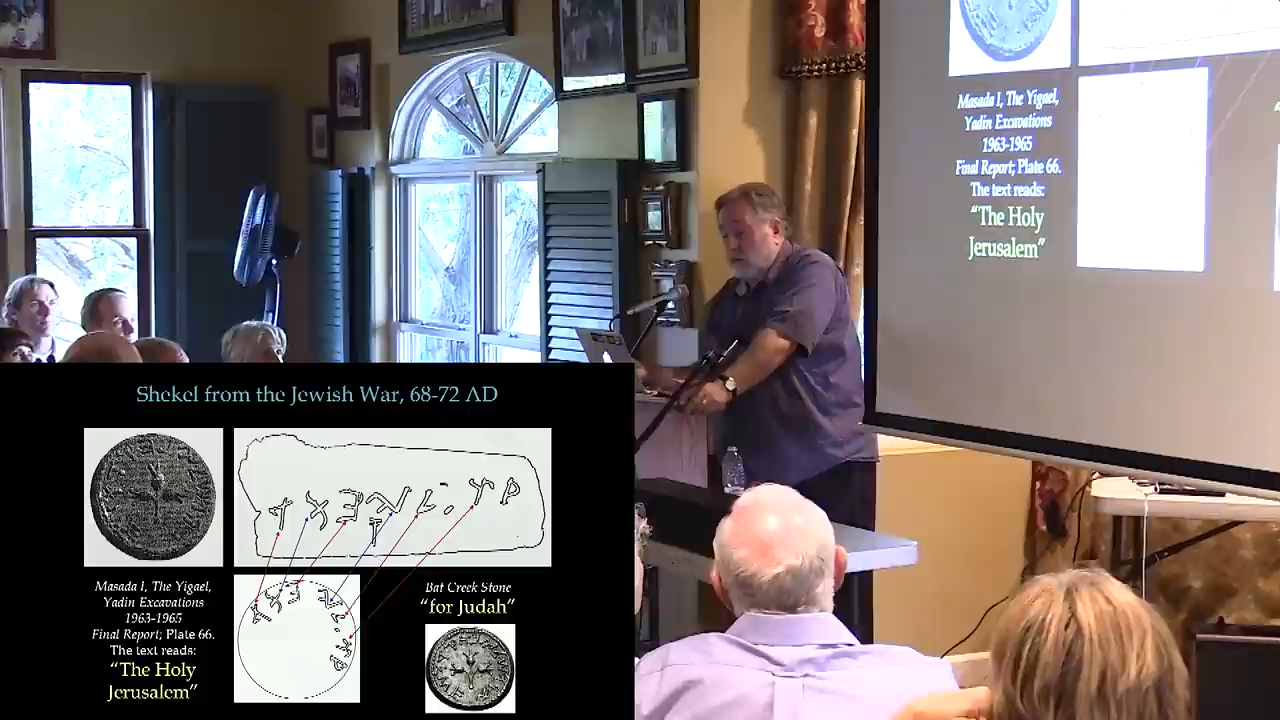 Masada I, The Yigael,
Yadin Excavations
1963-1965
Final Report; Plate 66.
The text reads:
“The Holy
Jerusalem”
Shekel from the Jewish War, 68-72 AD
Masada I, The Yigael,
Yadin Excavations
1963-1965
Final Report; Plate 66.
The text reads:
“The Holy
Jerusalem”
Bat Creek Stone
“for Judah”